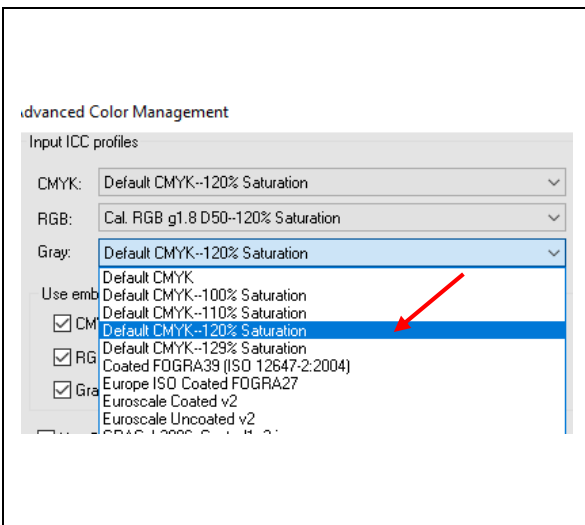 dvanced Color Management
Input ICC profiles
CMYK: Default CMYK--120% Saturation
RGB: Cal. RGB g1.8 D50--120% Saturation
Gray: Default CMYK--120% Saturation
Default CMYK
Use emb Default CMYK--100% Saturation
Default CMYK--110% Saturation
CM Default CMYK--120% Saturation
Default CMYK--129% Saturation
RG Coated FOGRA39 (ISO 12647-2:2004)
Gra Europe ISO Coated FOGRA27
Euroscale Coated v2
Euroscale Uncoated v2